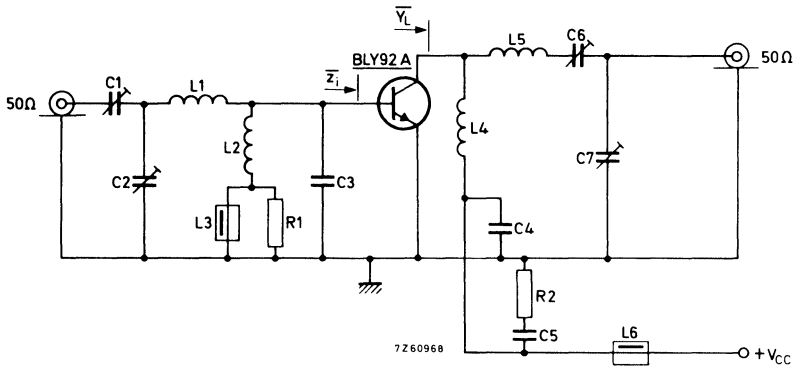 Y̅L
L5
C6
50Ω
BLY92A
z̅i
C1
L1
50Ω
L4
L2
C7
C2
C3
L3
R1
C4
R2
C5
L6
7Z60968
+VCC